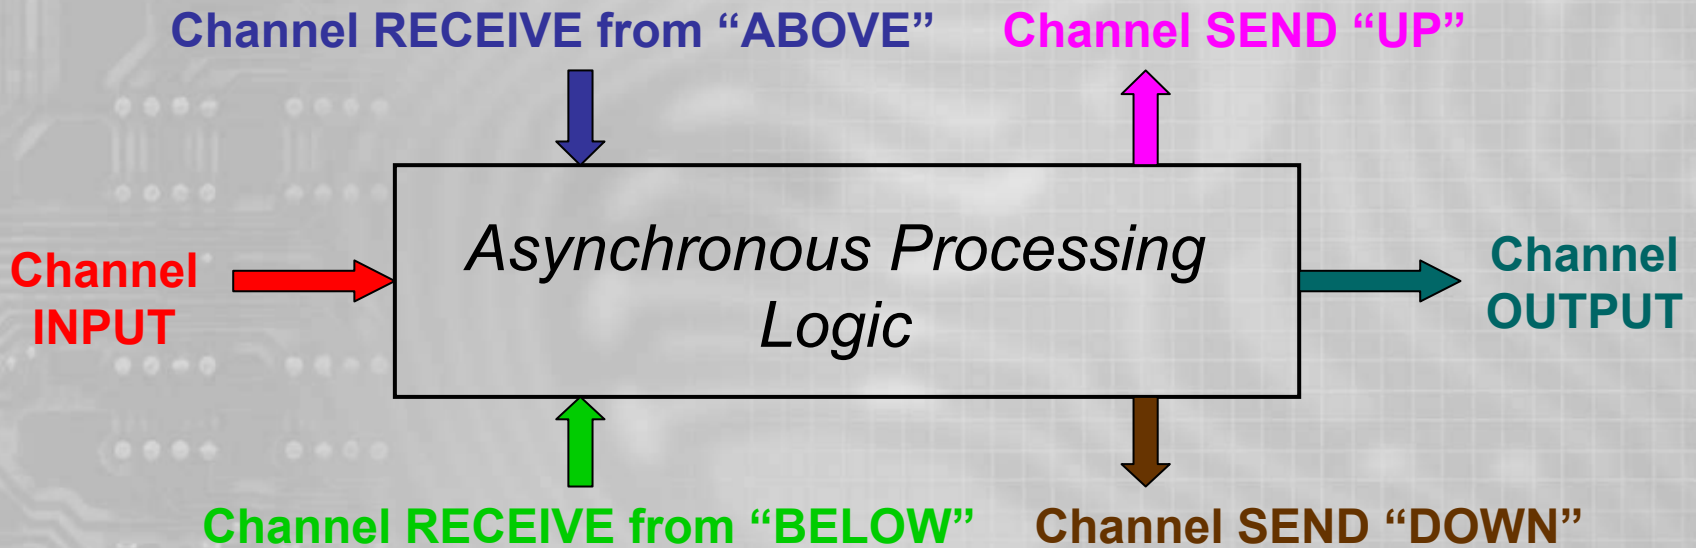 Channel RECEIVE from “ABOVE”
Channel SEND “UP”
Channel
INPUT
Asynchronous Processing
Logic
Channel
OUTPUT
Channel RECEIVE from “BELOW”
Channel SEND “DOWN”